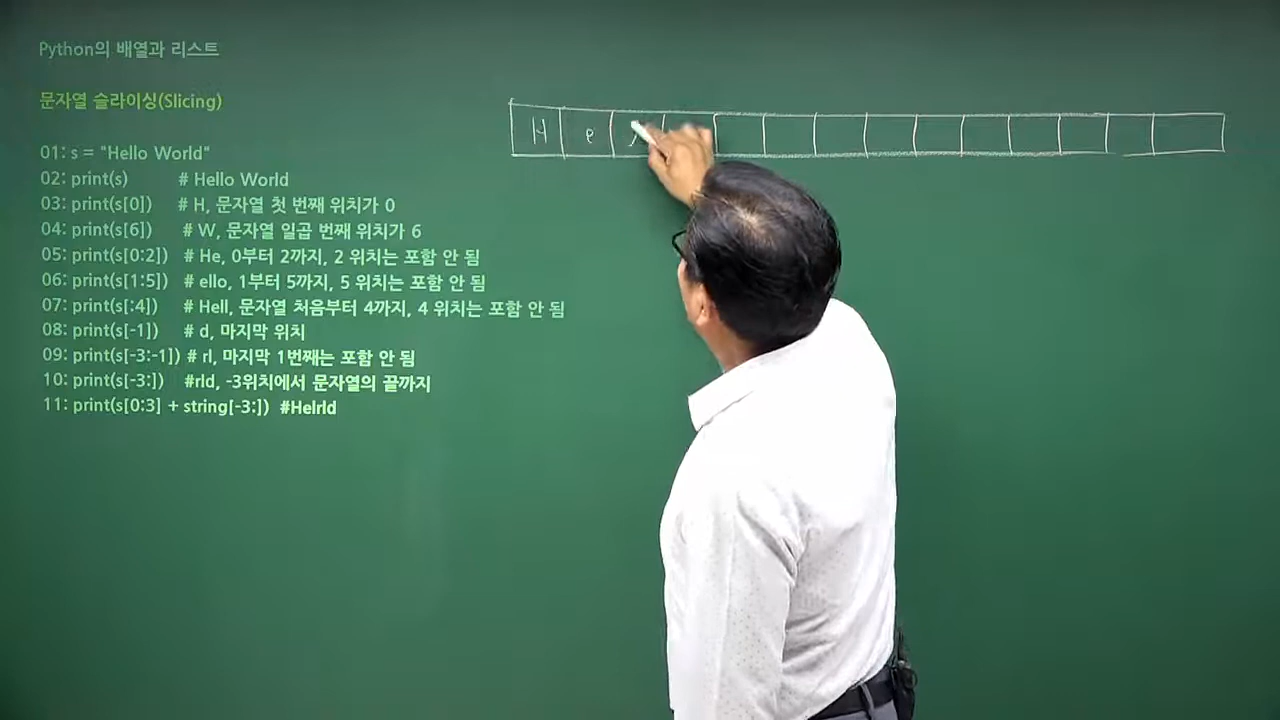 Python의 배열과 리스트
문자열 슬라이싱(Slicing)
01: s = "Hello World"
02: print(s) # Hello World
03: print(s[0]) # H, 문자열 첫 번째 위치가 0
04: print(s[6]) # W, 문자열 일곱 번째 위치가 6
05: print(s[0:2]) # He, 0부터 2까지, 2 위치는 포함 안 됨
06: print(s[1:5]) # ello, 1부터 5까지, 5 위치는 포함 안 됨
07: print(s[:4]) # Hell, 문자열 처음부터 4까지, 4 위치는 포함 안 됨
08: print(s[-1]) # d, 마지막 위치
09: print(s[-3:-1]) # rl, 마지막 1번째는 포함 안 됨
10: print(s[-3:]) #rld, -3위치에서 문자열의 끝까지
11: print(s[0:3] + string[-3:]) #Helrld
H e